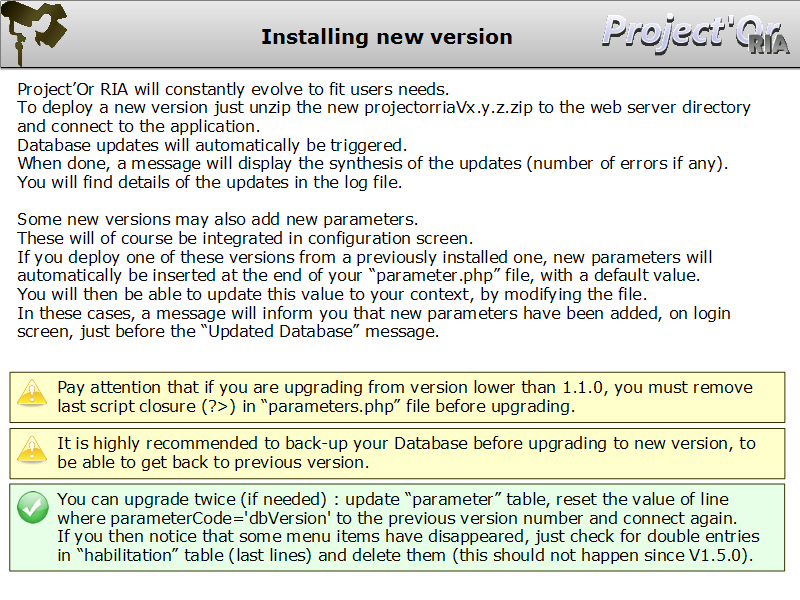 Installing new version
Project'Or
RIA
Project’Or RIA will constantly evolve to fit users needs.
To deploy a new version just unzip the new projectorriaVx.y.z.zip to the web server directory
and connect to the application.
Database updates will automatically be triggered.
When done, a message will display the synthesis of the updates (number of errors if any).
You will find details of the updates in the log file.
Some new versions may also add new parameters.
These will of course be integrated in configuration screen.
If you deploy one of these versions from a previously installed one, new parameters will
automatically be inserted at the end of your “parameter.php” file, with a default value.
You will then be able to update this value to your context, by modifying the file.
In these cases, a message will inform you that new parameters have been added, on login
screen, just before the “Updated Database” message.
Pay attention that if you are upgrading from version lower than 1.1.0, you must remove
last script closure (?>) in “parameters.php” file before upgrading.
It is highly recommended to back-up your Database before upgrading to new version, to
be able to get back to previous version.
You can upgrade twice (if needed) : update “parameter” table, reset the value of line
where parameterCode='dbVersion' to the previous version number and connect again.
If you then notice that some menu items have disappeared, just check for double entries
in “habilitation” table (last lines) and delete them (this should not happen since V1.5.0).